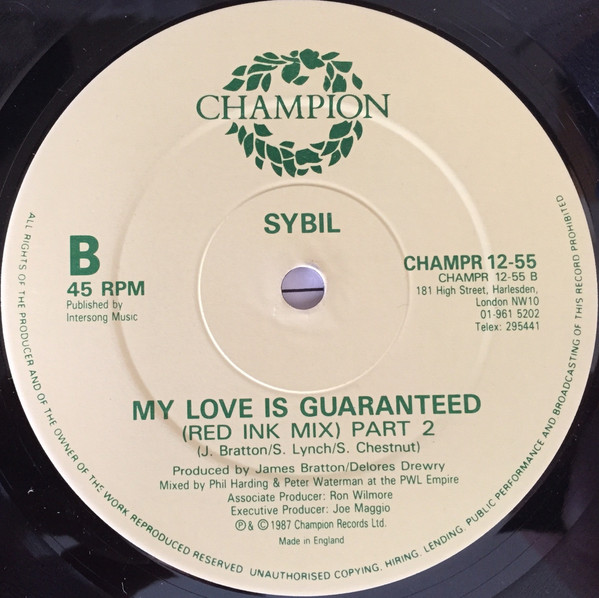 CHAMPION
SYBIL
B
45 RPM
Published by
Intersong Music
CHAMPR 12-55
CHAMPR 12-55 B
181 High Street, Harlesden,
London NW10
01-961 5202
Telex: 295441
MY LOVE IS GUARANTEED
(RED INK MIX) PART 2
(J. Bratton/S. Lynch/S. Chestnut)
Produced by James Bratton/Delores Drewry
Mixed by Phil Harding & Peter Waterman at the PWL Empire
Associate Producer: Ron Wilmore
Executive Producer: Joe Maggio
℗ & © 1987 Champion Records Ltd.
Made in England
ALL RIGHTS OF THE PRODUCER AND OF THE OWNER OF THE WORK REPRODUCED RESERVED UNAUTHORISED COPYING, HIRING, LENDING, PUBLIC PERFORMANCE AND BROADCASTING OF THIS RECORD PROHIBITED